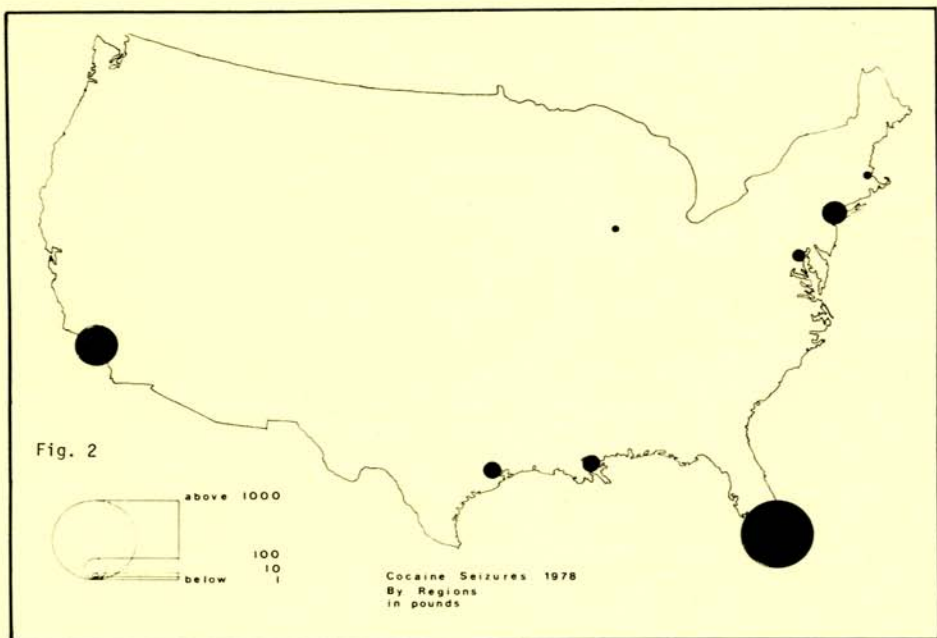 Fig. 2
above 1000
100
10
below 1
Cocaine Seizures 1978
By Regions
in pounds